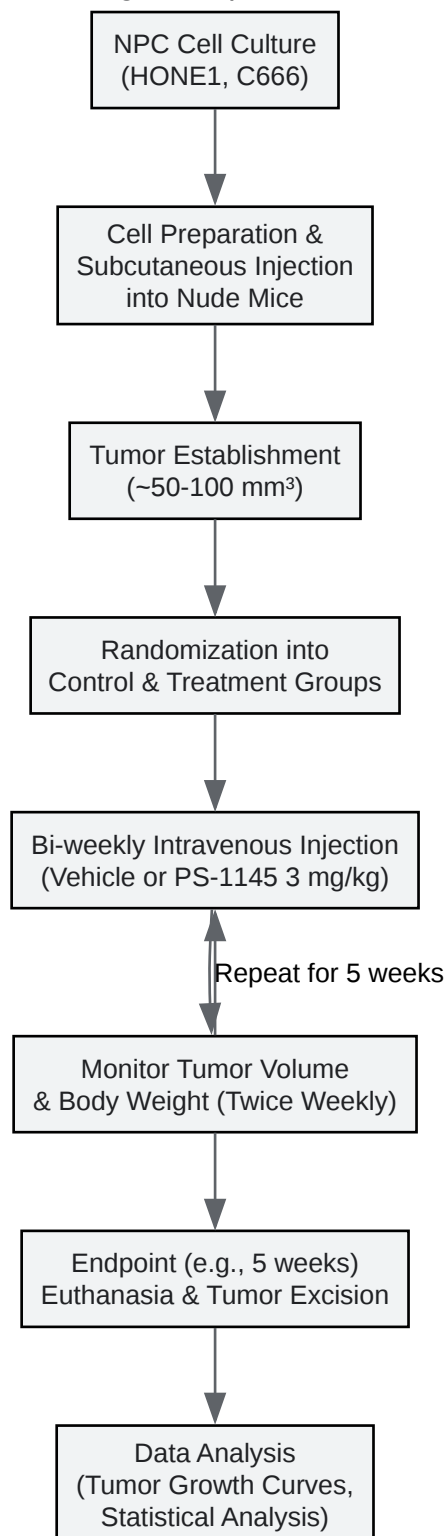 NPC Cell Culture
(HONE1, C666)
Cell Preparation &
Subcutaneous Injection
into Nude Mice
Tumor Establishment
(~50-100 mm³)
Randomization into
Control & Treatment Groups
Bi-weekly Intravenous Injection
(Vehicle or PS-1145 3 mg/kg)
Repeat for 5 weeks
Monitor Tumor Volume
& Body Weight (Twice Weekly)
Endpoint (e.g., 5 weeks)
Euthanasia & Tumor Excision
Data Analysis
(Tumor Growth Curves,
Statistical Analysis)